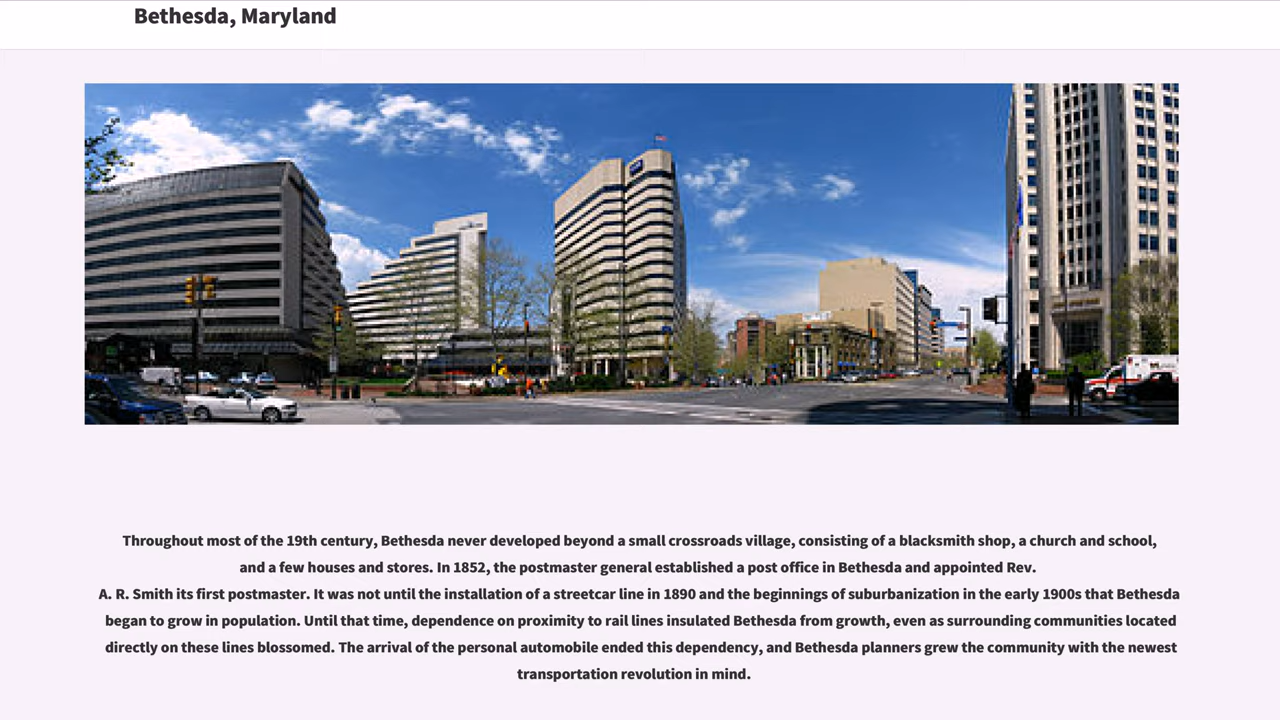 Bethesda, Maryland
Throughout most of the 19th century, Bethesda never developed beyond a small crossroads village, consisting of a blacksmith shop, a church and school,
and a few houses and stores. In 1852, the postmaster general established a post office in Bethesda and appointed Rev.
A. R. Smith its first postmaster. It was not until the installation of a streetcar line in 1890 and the beginnings of suburbanization in the early 1900s that Bethesda
began to grow in population. Until that time, dependence on proximity to rail lines insulated Bethesda from growth, even as surrounding communities located
directly on these lines blossomed. The arrival of the personal automobile ended this dependency, and Bethesda planners grew the community with the newest
transportation revolution in mind.